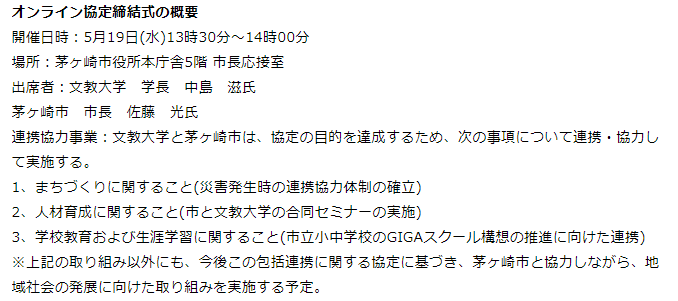 オンライン協定締結式の概要
開催日時：5月19日(水)13時30分～14時00分
場所：茅ヶ崎市役所本庁舎5階 市長応接室
出席者：文教大学　学長　中島　滋氏
茅ヶ崎市　市長　佐藤　光氏
連携協力事業：文教大学と茅ヶ崎市は、協定の目的を達成するため、次の事項について連携・協力し
て実施する。
1、まちづくりに関すること(災害発生時の連携協力体制の確立)
2、人材育成に関すること(市と文教大学の合同セミナーの実施)
3、学校教育および生涯学習に関すること(市立小中学校のGIGAスクール構想の推進に向けた連携)
※上記の取り組み以外にも、今後この包括連携に関する協定に基づき、茅ヶ崎市と協力しながら、地
域社会の発展に向けた取り組みを実施する予定。